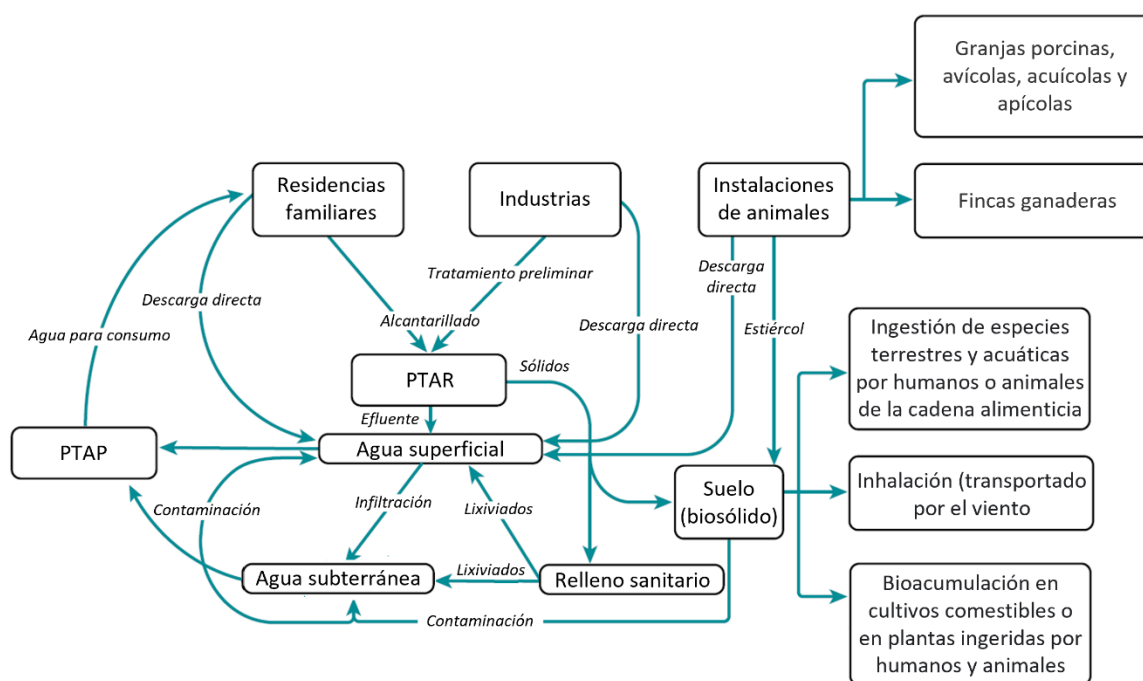 Granjas porcinas,
avícolas, acuícolas y
apícolas
Residencias
familiares
Industrias
Instalaciones
de animales
Fincas ganaderas
Tratamiento preliminar
Descarga
directa
Descarga directa
Agua para consumo
Alcantarillado
Descarga directa
Estiércol
Ingestión de especies
terrestres y acuáticas
por humanos o animales
de la cadena alimenticia
PTAR
Sólidos
Efluente
PTAP
Agua superficial
Suelo
(biosólido)
Inhalación (transportado
por el viento
Contaminación
Infiltración
Lixiviados
Agua subterránea
Lixiviados
Relleno sanitario
Contaminación
Bioacumulación en
cultivos comestibles o
en plantas ingeridas por
humanos y animales